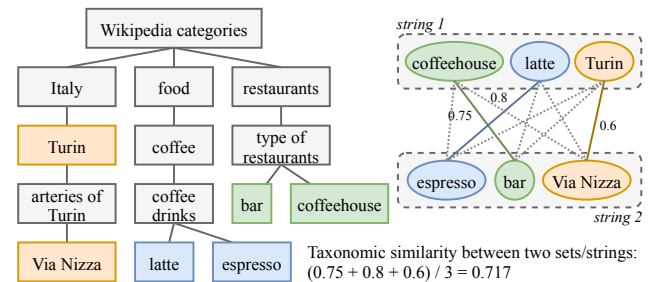 Wikipedia categories
Italy
food
restaurants
Turin
coffee
type of
restaurants
arteries of
Turin
coffee
drinks
bar
coffeehouse
Via Nizza
latte
espresso
string 1
coffeehouse
latte
Turin
0.75
0.8
0.6
espresso
bar
Via Nizza
string 2
Taxonomic similarity between two sets/strings:
(0.75 + 0.8 + 0.6) / 3 = 0.717